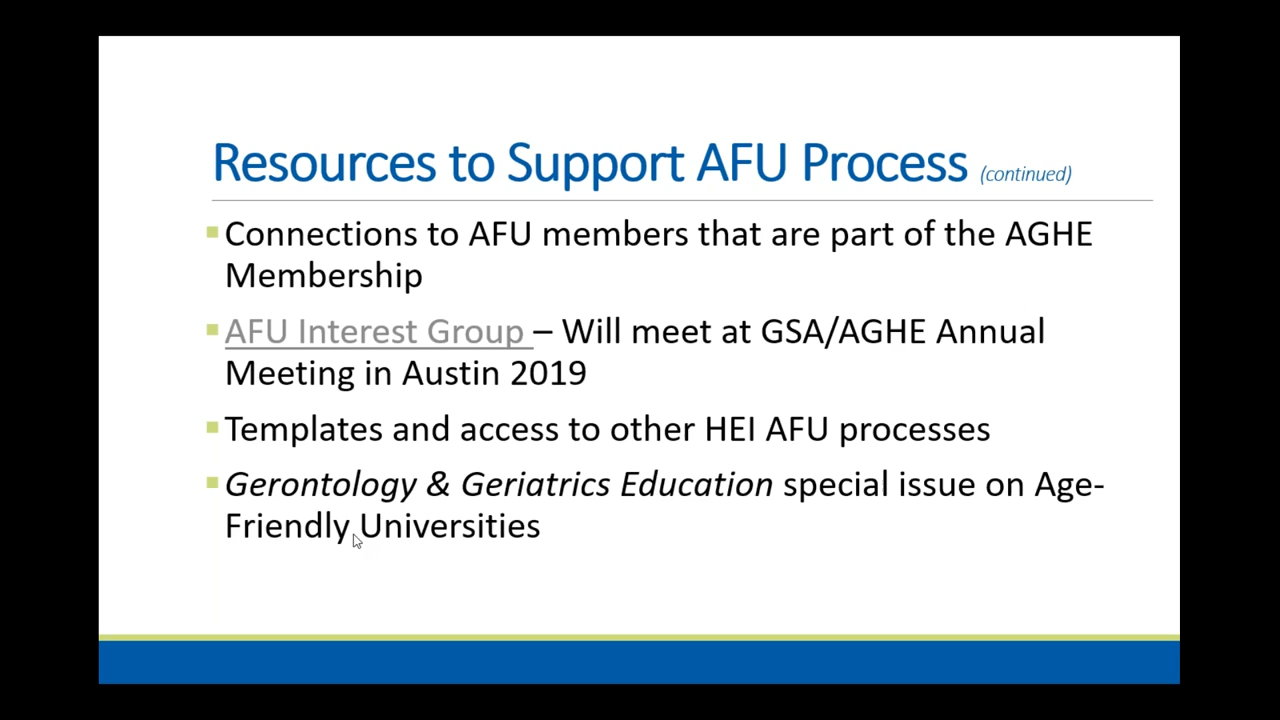 Resources to Support AFU Process (continued)
Connections to AFU members that are part of the AGHE
Membership
AFU Interest Group – Will meet at GSA/AGHE Annual
Meeting in Austin 2019
Templates and access to other HEI AFU processes
Gerontology & Geriatrics Education special issue on Age-
Friendly Universities